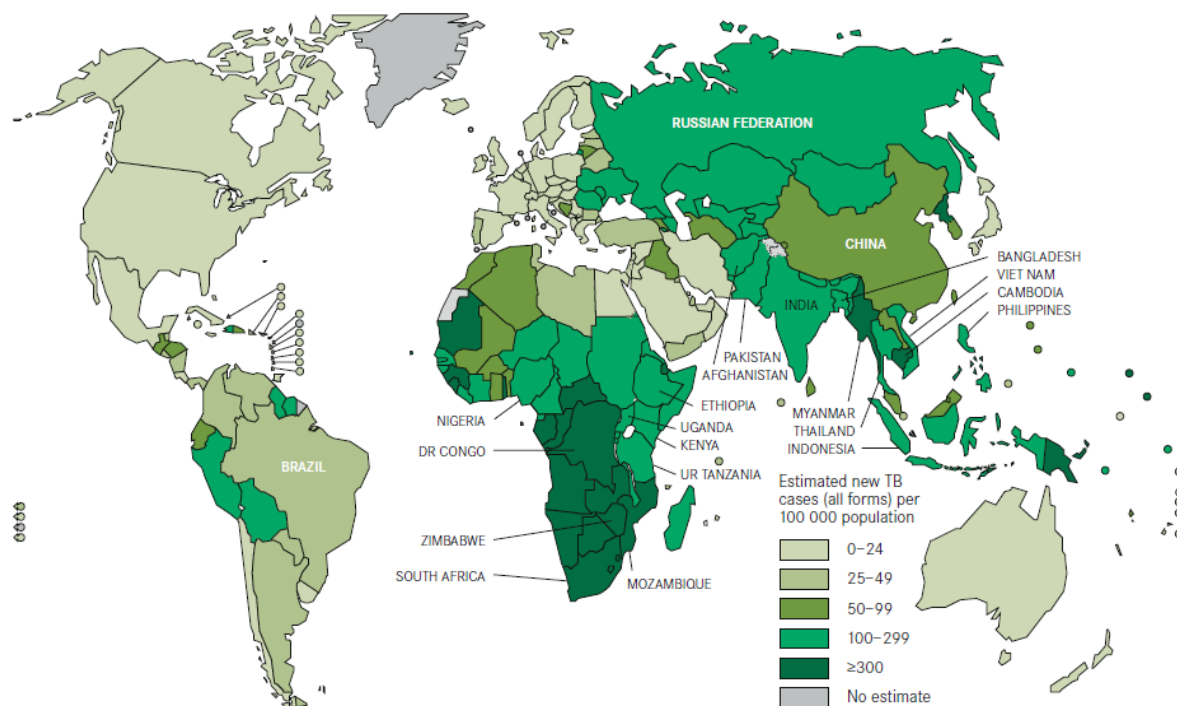 RUSSIAN FEDERATION
CHINA
BANGLADESH
VIET NAM
CAMBODIA
PHILIPPINES
INDIA
PAKISTAN
AFGHANISTAN
MYANMAR
THAILAND
INDONESIA
NIGERIA
ETHIOPIA
UGANDA
KENYA
DR CONGO
UR TANZANIA
BRAZIL
ZIMBABWE
SOUTH AFRICA
MOZAMBIQUE
Estimated new TB
cases (all forms) per
100 000 population
0–24
25–49
50–99
100–299
≥300
No estimate